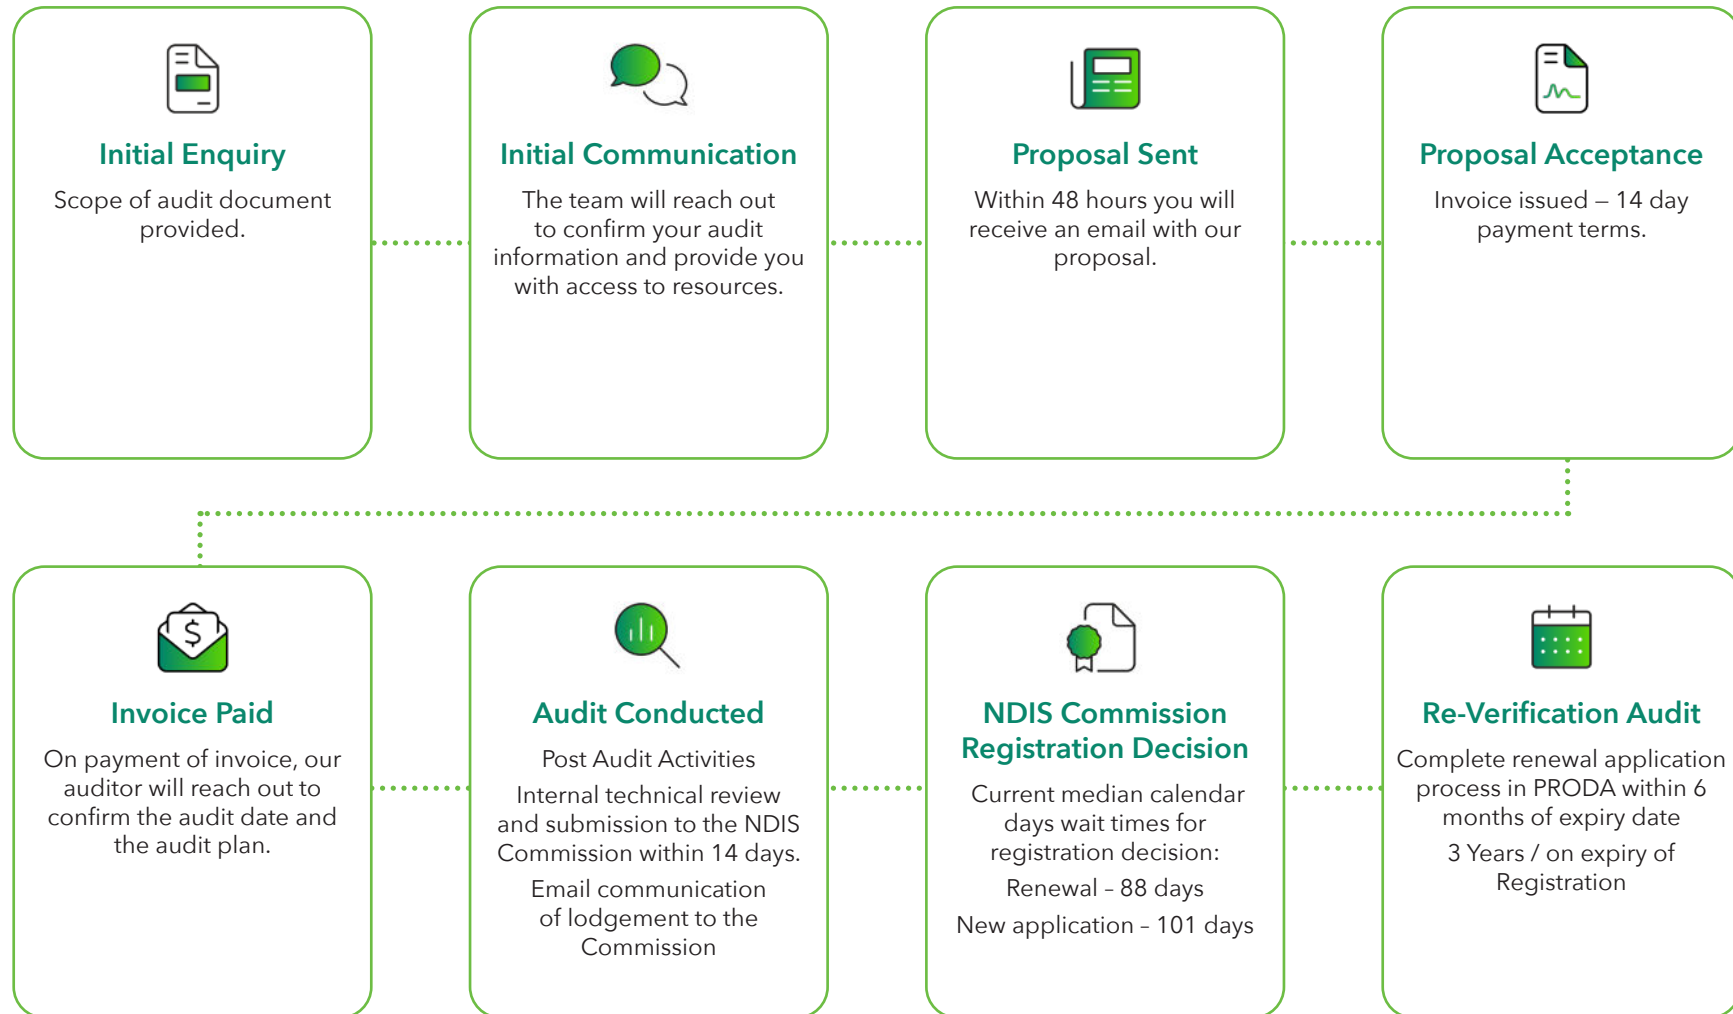 Initial Enquiry
Scope of audit document
provided.
Initial Communication
The team will reach out
to confirm your audit
information and provide you
with access to resources.
Proposal Sent
Within 48 hours you will
receive an email with our
proposal.
Proposal Acceptance
Invoice issued – 14 day
payment terms.
$
Invoice Paid
On payment of invoice, our
auditor will reach out to
confirm the audit date and
the audit plan.
Audit Conducted
Post Audit Activities
Internal technical review
and submission to the NDIS
Commission within 14 days.
Email communication
of lodgement to the
Commission
NDIS Commission
Registration Decision
Current median calendar
days wait times for
registration decision:
Renewal – 88 days
New application – 101 days
Re-Verification Audit
Complete renewal application
process in PRODA within 6
months of expiry date
3 Years / on expiry of
Registration